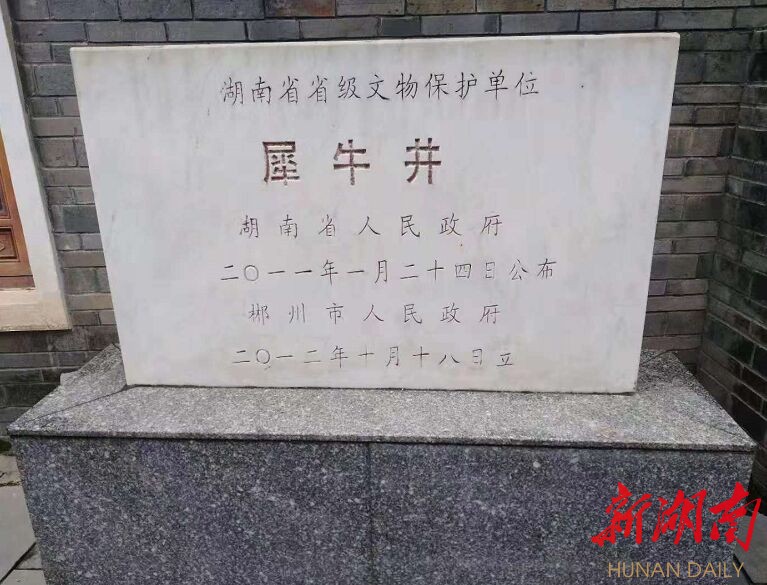 湖南省省级文物保护单位
犀牛井
湖南省人民政府
二〇一一年一月二十四日公布
郴州市人民政府
二〇一二年十月十八日立
新湖南
HUNAN DAILY